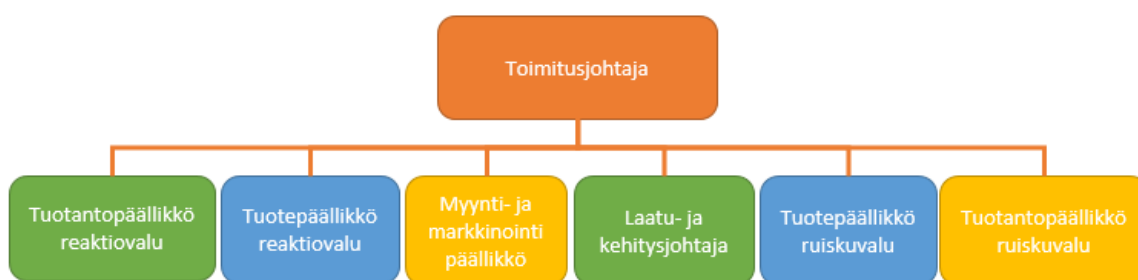 Toimitusjohtaja
Tuotantopäällikkö
reaktiovalu
Tuotepäällikkö
reaktiovalu
Myynti- ja
markkinointi
päällikkö
Laatu- ja
kehitysjohtaja
Tuotepäällikkö
ruiskuvalu
Tuotantopäällikkö
ruiskuvalu